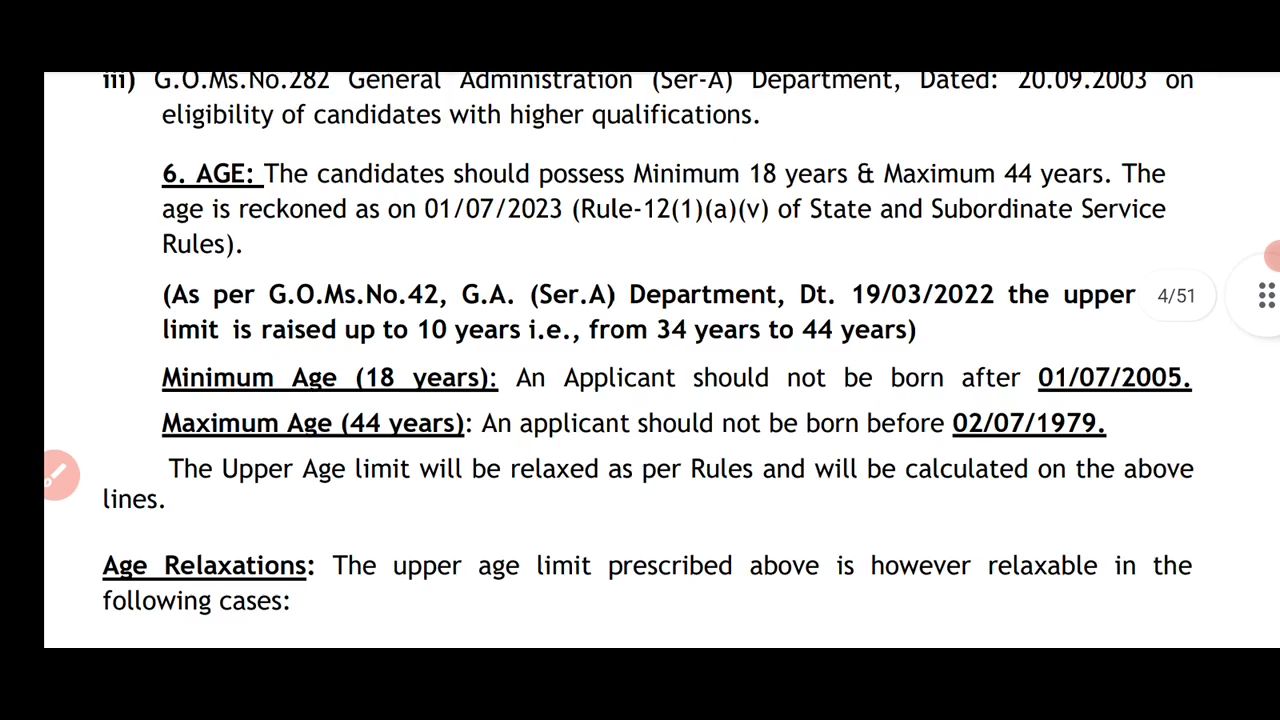 iii) G.O.Ms.No.282 General Administration (Ser-A) Department, Dated: 20.09.2003 on
eligibility of candidates with higher qualifications.
6. AGE: The candidates should possess Minimum 18 years & Maximum 44 years. The
age is reckoned as on 01/07/2023 (Rule-12(1)(a)(v) of State and Subordinate Service
Rules).
(As per G.O.Ms.No.42, G.A. (Ser.A) Department, Dt. 19/03/2022 the upper
limit is raised up to 10 years i.e., from 34 years to 44 years)
4/51
Minimum Age (18 years): An Applicant should not be born after 01/07/2005.
Maximum Age (44 years): An applicant should not be born before 02/07/1979.
The Upper Age limit will be relaxed as per Rules and will be calculated on the above
lines.
Age Relaxations: The upper age limit prescribed above is however relaxable in the
following cases: